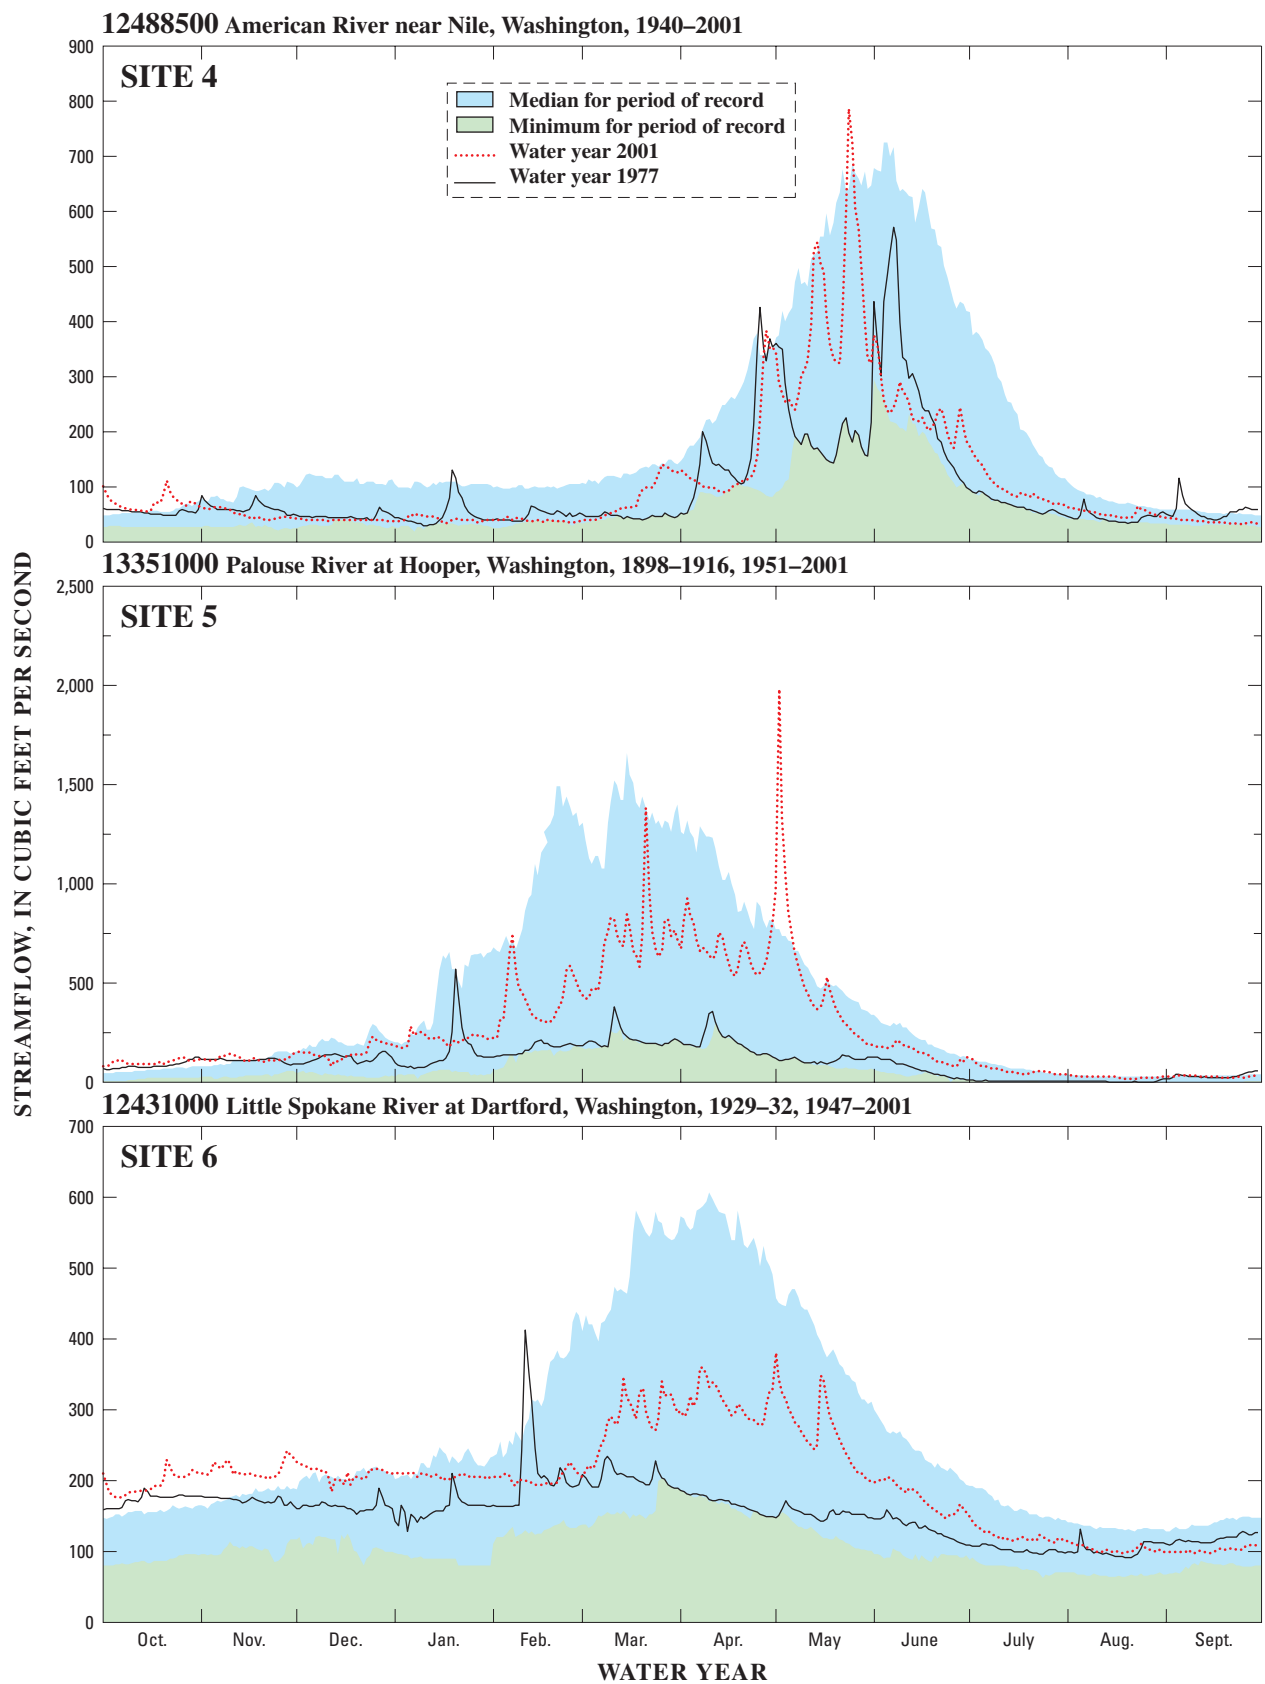 12488500 American River near Nile, Washington, 1940–2001
SITE 4
Median for period of record
Minimum for period of record
Water year 2001
Water year 1977
900
800
700
600
500
400
300
200
100
0
13351000 Palouse River at Hooper, Washington, 1898–1916, 1951–2001
SITE 5
2,500
2,000
1,500
1,000
500
0
STREAMFLOW, IN CUBIC FEET PER SECOND
12431000 Little Spokane River at Dartford, Washington, 1929–32, 1947–2001
SITE 6
700
600
500
400
300
200
100
0
Oct. Nov. Dec. Jan. Feb. Mar. Apr. May June July Aug. Sept.
WATER YEAR